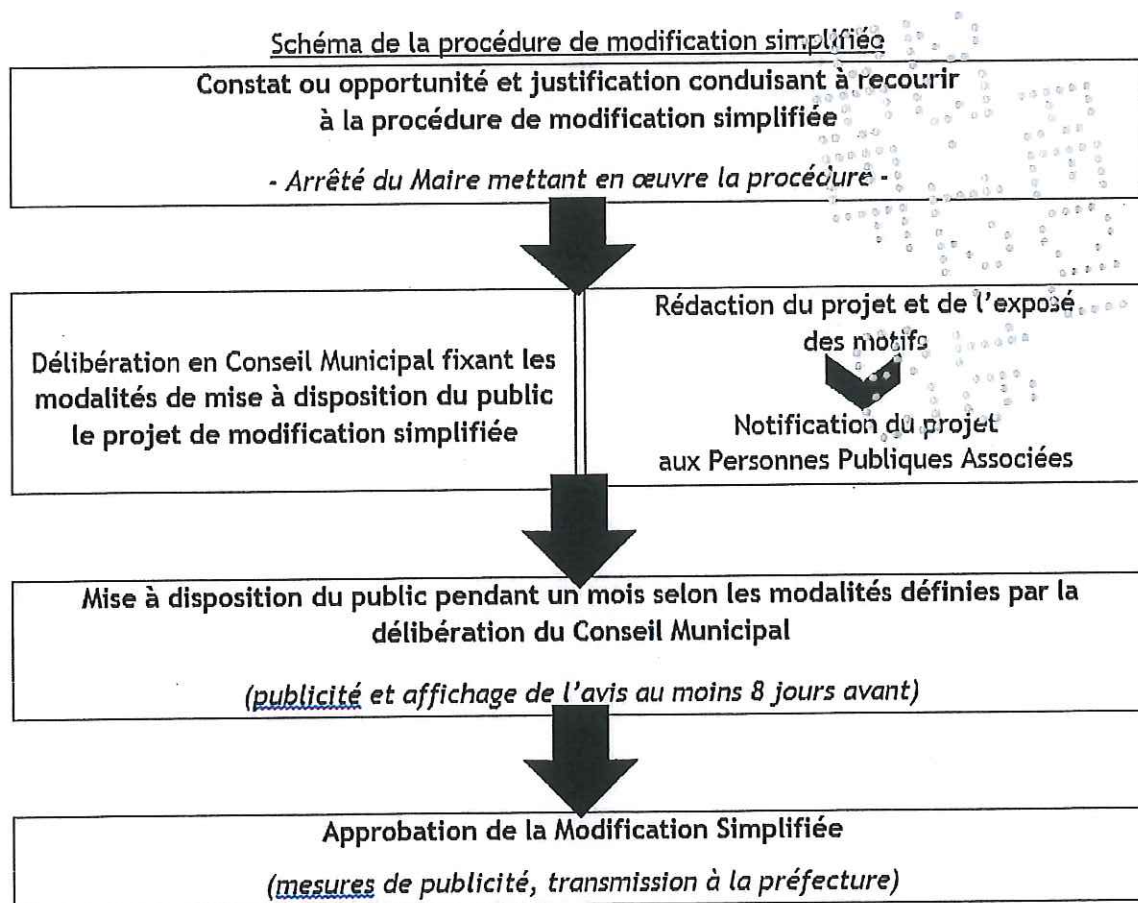 Schéma de la procédure de modification simplifiée
Constat ou opportunité et justification conduisant à recourir
à la procédure de modification simplifiée
- Arrêté du Maire mettant en œuvre la procédure -
Délibération en Conseil Municipal fixant les
modalités de mise à disposition du public
le projet de modification simplifiée
Rédaction du projet et de l'exposé
des motifs
Notification du projet
aux Personnes Publiques Associées
Mise à disposition du public pendant un mois selon les modalités définies par la
délibération du Conseil Municipal
(publicité et affichage de l'avis au moins 8 jours avant)
Approbation de la Modification Simplifiée
(mesures de publicité, transmission à la préfecture)